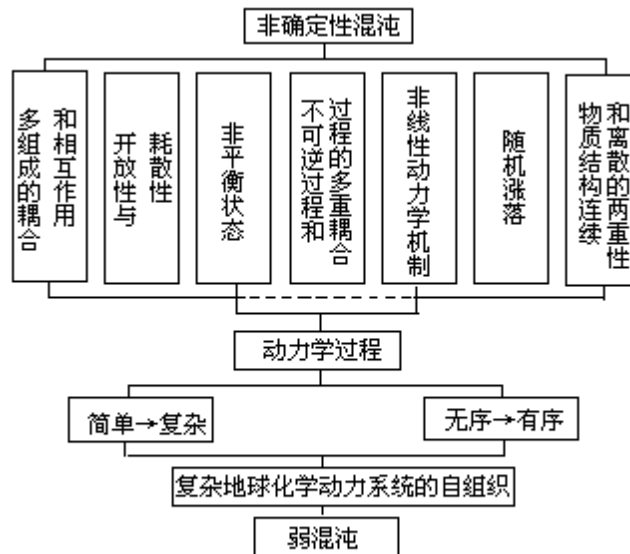 非确定性混沌
多组成的耦合
和相互作用
开放性与
耗散性
非平衡状态
不可逆过程和
过程的多重耦合
非线性动力学机制
随机涨落
物质结构连续
和离散的两重性
动力学过程
简单→复杂
无序→有序
复杂地球化学动力系统的自组织
弱混沌